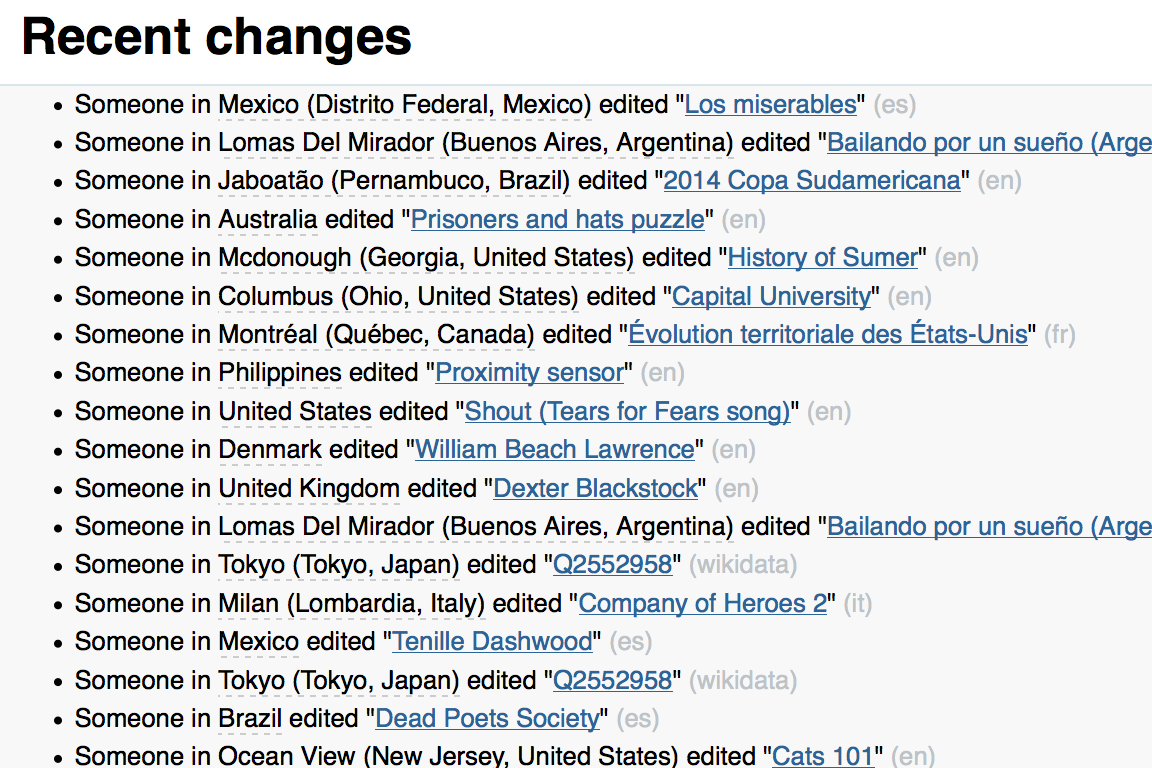 Recent changes
Someone in Mexico (Distrito Federal, Mexico) edited "Los miserables" (es)
Someone in Lomas Del Mirador (Buenos Aires, Argentina) edited "Bailando por un sueño (Arge
Someone in Jaboatão (Pernambuco, Brazil) edited "2014 Copa Sudamericana" (en)
Someone in Australia edited "Prisoners and hats puzzle" (en)
Someone in Mcdonough (Georgia, United States) edited "History of Sumer" (en)
Someone in Columbus (Ohio, United States) edited "Capital University" (en)
Someone in Montréal (Québec, Canada) edited "Évolution territoriale des États-Unis" (fr)
Someone in Philippines edited "Proximity sensor" (en)
Someone in United States edited "Shout (Tears for Fears song)" (en)
Someone in Denmark edited "William Beach Lawrence" (en)
Someone in United Kingdom edited "Dexter Blackstock" (en)
Someone in Lomas Del Mirador (Buenos Aires, Argentina) edited "Bailando por un sueño (Arge
Someone in Tokyo (Tokyo, Japan) edited "Q2552958" (wikidata)
Someone in Milan (Lombardia, Italy) edited "Company of Heroes 2" (it)
Someone in Mexico edited "Tenille Dashwood" (es)
Someone in Tokyo (Tokyo, Japan) edited "Q2552958" (wikidata)
Someone in Brazil edited "Dead Poets Society" (es)
Someone in Ocean View (New Jersey, United States) edited "Cats 101" (en)